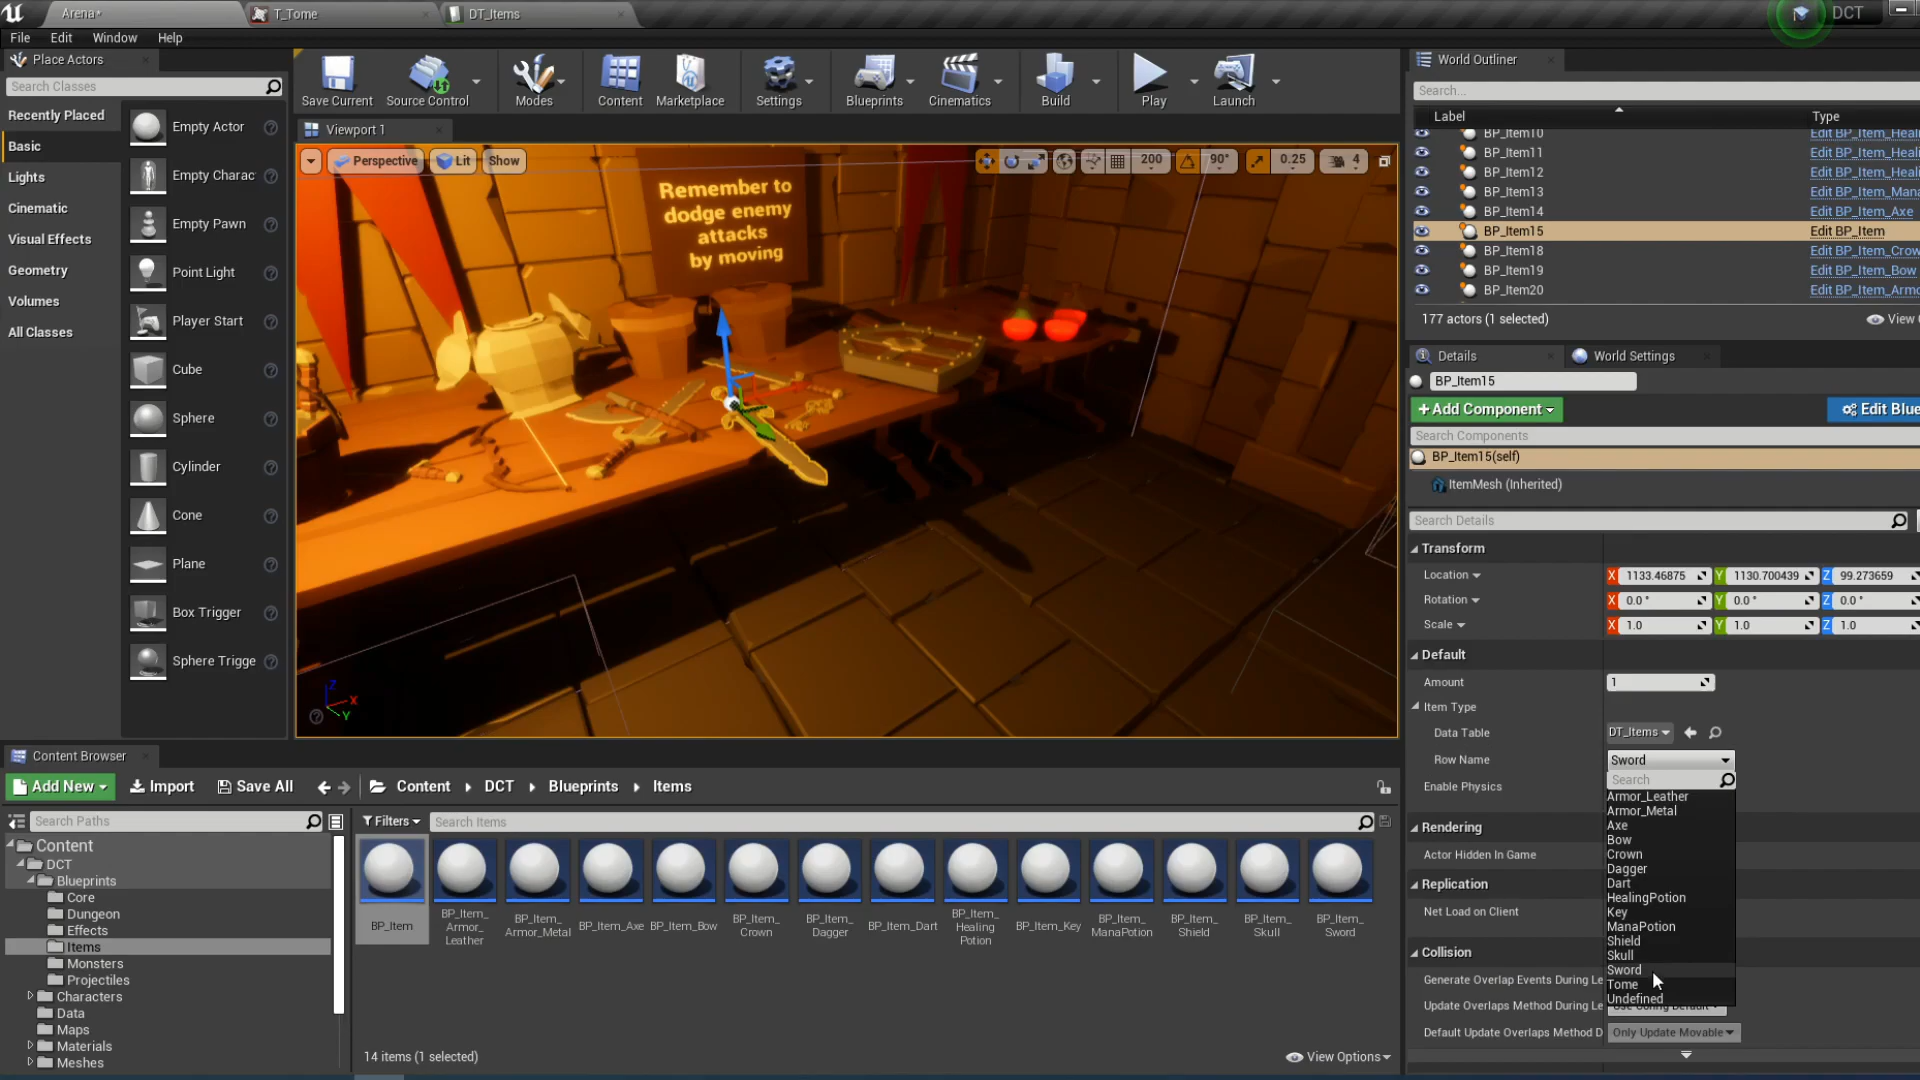 Arena*
T_Tome
DT_Items
DCT
File Edit Window Help
Place Actors
Search Classes
Recently Placed
Basic
Lights
Cinematic
Visual Effects
Geometry
Volumes
All Classes
Empty Actor
Empty Charac
Empty Pawn
Point Light
Player Start
Cube
Sphere
Cylinder
Cone
Plane
Box Trigger
Sphere Trigge
Save Current
Source Control
Modes
Content
Marketplace
Settings
Blueprints
Cinematics
Build
Play
Launch
Viewport 1
Perspective
Lit
Show
200
90°
0.25
4
Remember to
dodge enemy
attacks
by moving
Z
X
Y
World Outliner
Search...
Label Type
BP_Item10 Edit BP_Item_Heali
BP_Item11 Edit BP_Item_Heali
BP_Item12 Edit BP_Item_Heali
BP_Item13 Edit BP_Item_Mana
BP_Item14 Edit BP_Item_Axe
BP_Item15 Edit BP_Item
BP_Item18 Edit BP_Item_Crow
BP_Item19 Edit BP_Item_Bow
BP_Item20 Edit BP_Item_Armo
177 actors (1 selected)
View
Details
World Settings
BP_Item15
+Add Component
Edit Blue
Search Components
BP_Item15(self)
ItemMesh (Inherited)
Search Details
Transform
Location X 1133.46875 Y 1130.700439 Z 99.273659
Rotation X 0.0 ° Y 0.0 ° Z 0.0 °
Scale X 1.0 Y 1.0 Z 1.0
Default
Amount 1
Item Type
Data Table DT_Items
Row Name Sword
Search
Enable Physics
Rendering
Actor Hidden In Game
Replication
Net Load on Client
Collision
Generate Overlap Events During Le
Update Overlaps Method During Le
Default Update Overlaps Method D Only Update Movable
Armor_Leather
Armor_Metal
Axe
Bow
Crown
Dagger
Dart
HealingPotion
Key
ManaPotion
Shield
Skull
Sword
Tome
Undefined
Content Browser
Add New
Import
Save All
Content
DCT
Blueprints
Items
Search Paths
Filters
Search Items
Content
DCT
Blueprints
Core
Dungeon
Effects
Items
Monsters
Projectiles
Characters
Data
Maps
Materials
Meshes
BP_Item
BP_Item_
Armor_
Leather
BP_Item_
Armor_Metal
BP_Item_Axe
BP_Item_Bow
BP_Item_
Crown
BP_Item_
Dagger
BP_Item_Dart
BP_Item_
Healing
Potion
BP_Item_Key
BP_Item_
ManaPotion
BP_Item_
Shield
BP_Item_
Skull
BP_Item_
Sword
14 items (1 selected)
View Options